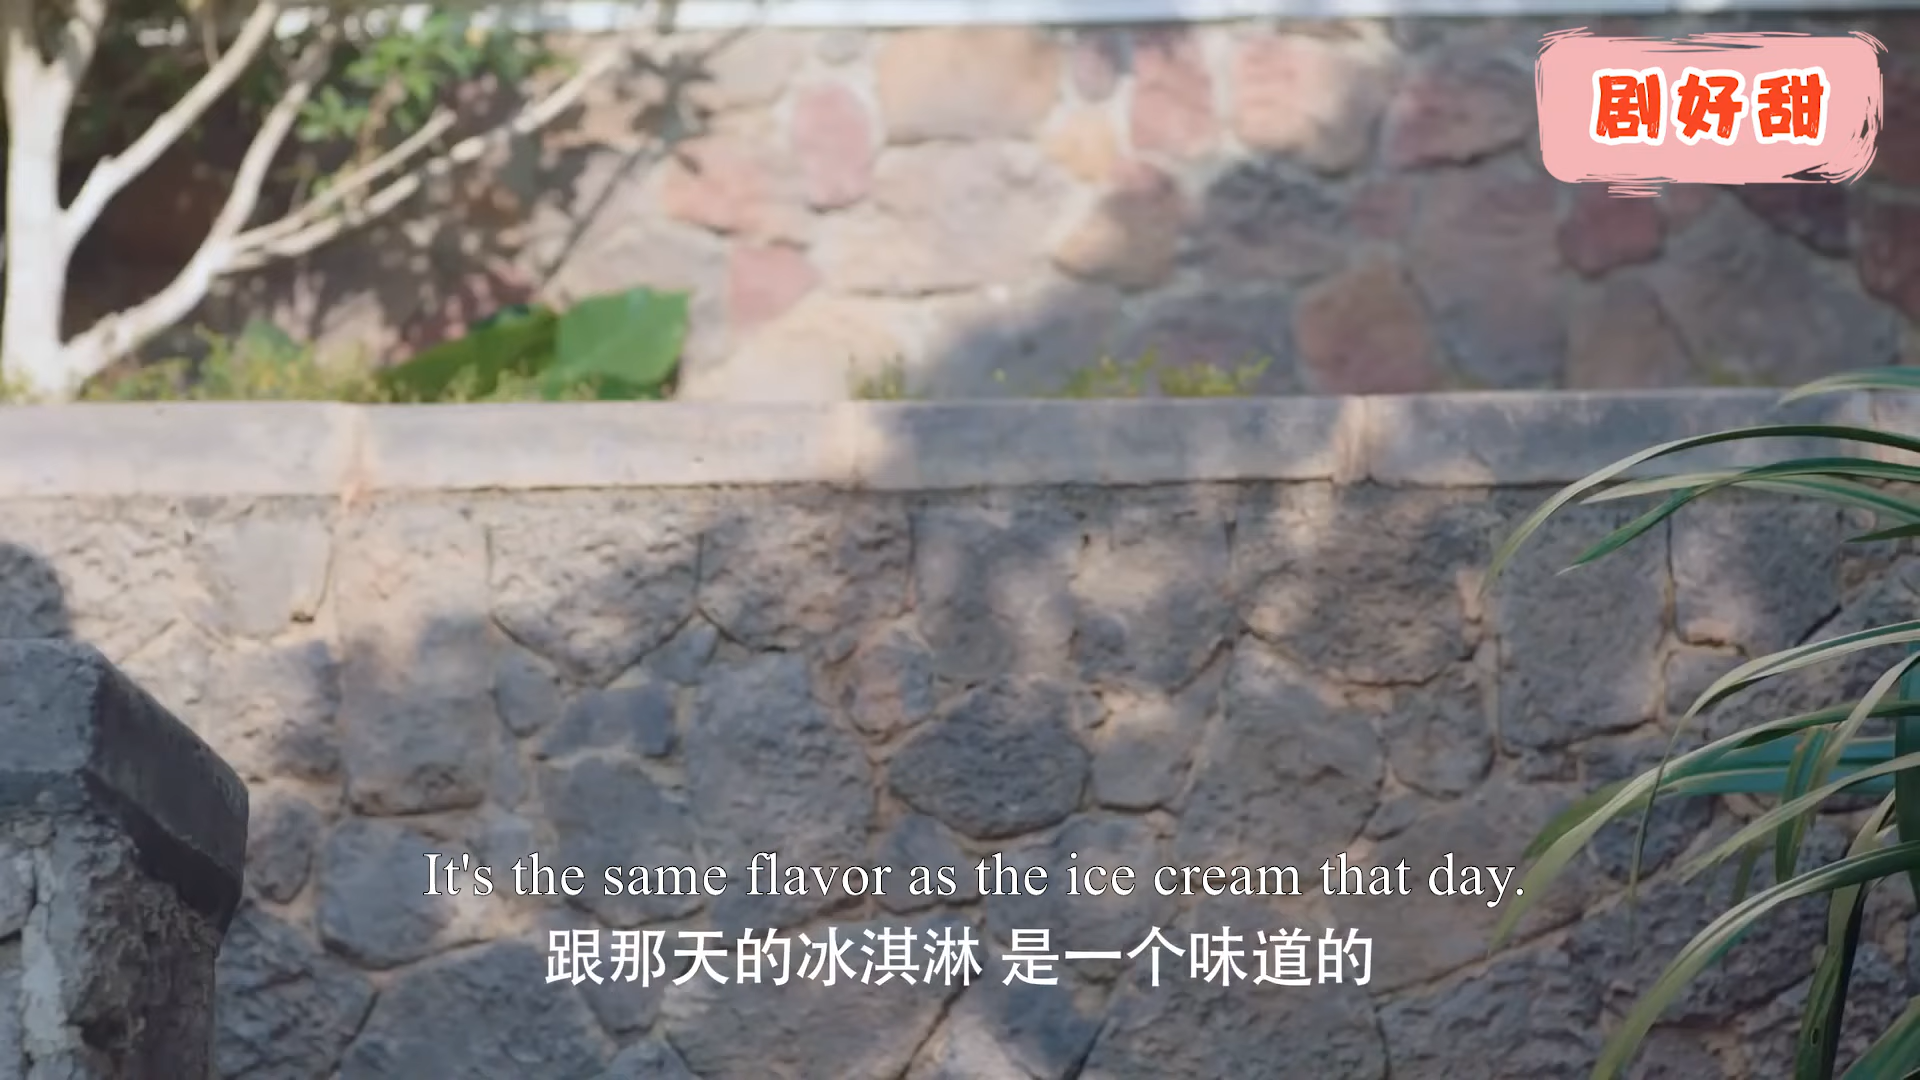 剧好甜
It's the same flavor as the ice cream that day.
跟那天的冰淇淋 是一个味道的